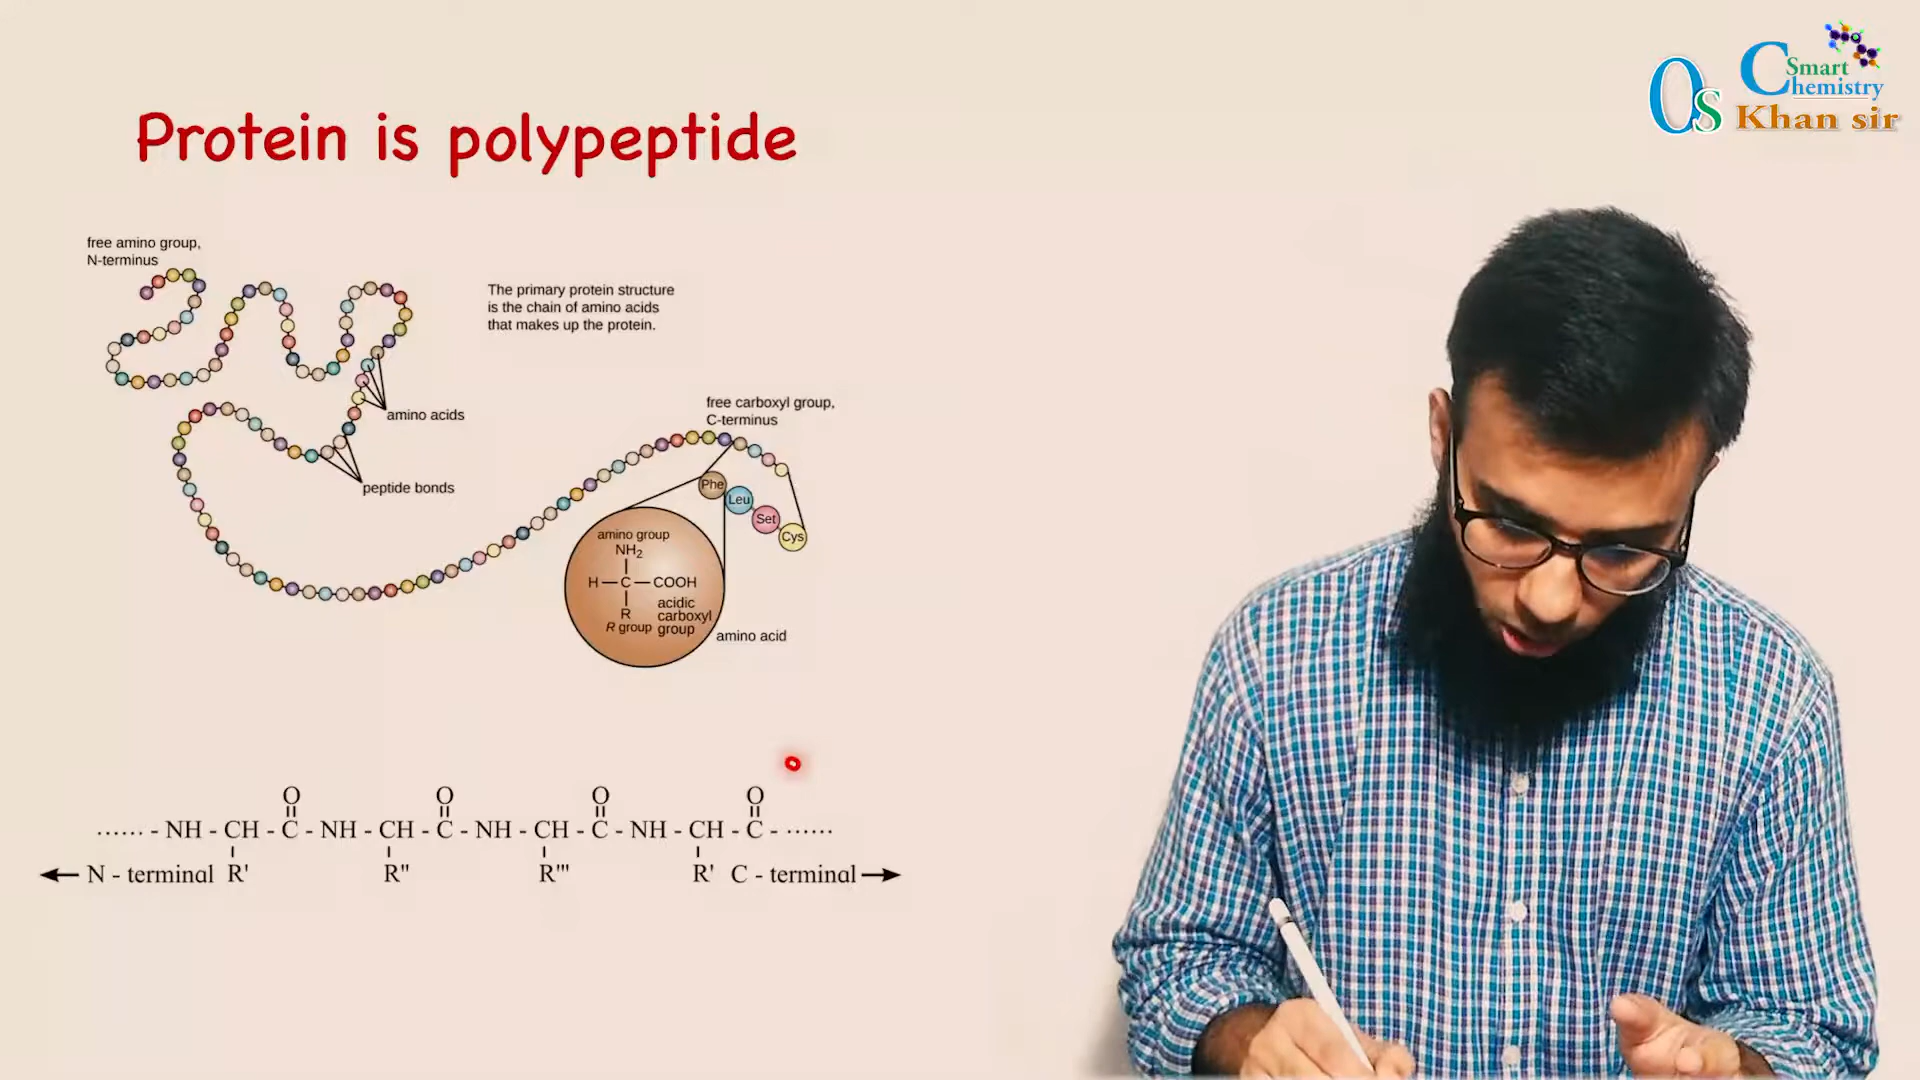 Protein is polypeptide
Os
Smart
Chemistry
Khan sir
free amino group,
N-terminus
The primary protein structure
is the chain of amino acids
that makes up the protein.
amino acids
peptide bonds
free carboxyl group,
C-terminus
Phe
Leu
Set
Cys
amino group
NH₂
H—C—COOH
R
acidic
carboxyl
group
R group
amino acid
O O O O
...... - NH - CH - C - NH - CH - C - NH - CH - C - NH - CH - C - ......
N - terminal R' R" R"' R' C - terminal